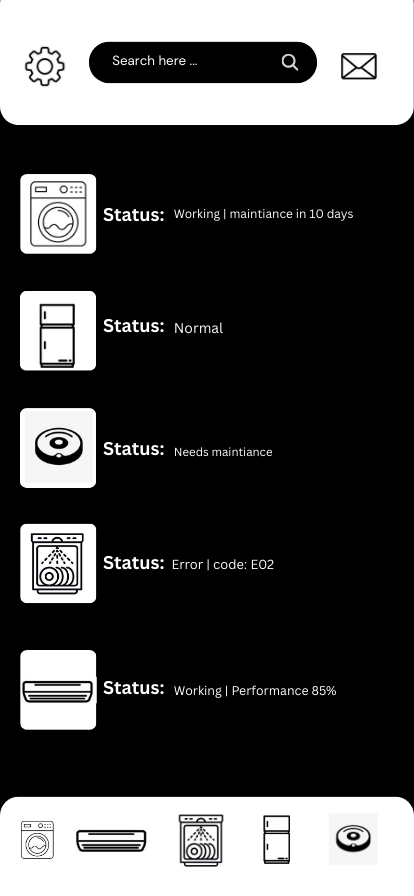 Search here ...
Status: Working | maintiance in 10 days
Status: Normal
Status: Needs maintiance
Status: Error | code: E02
Status: Working | Performance 85%